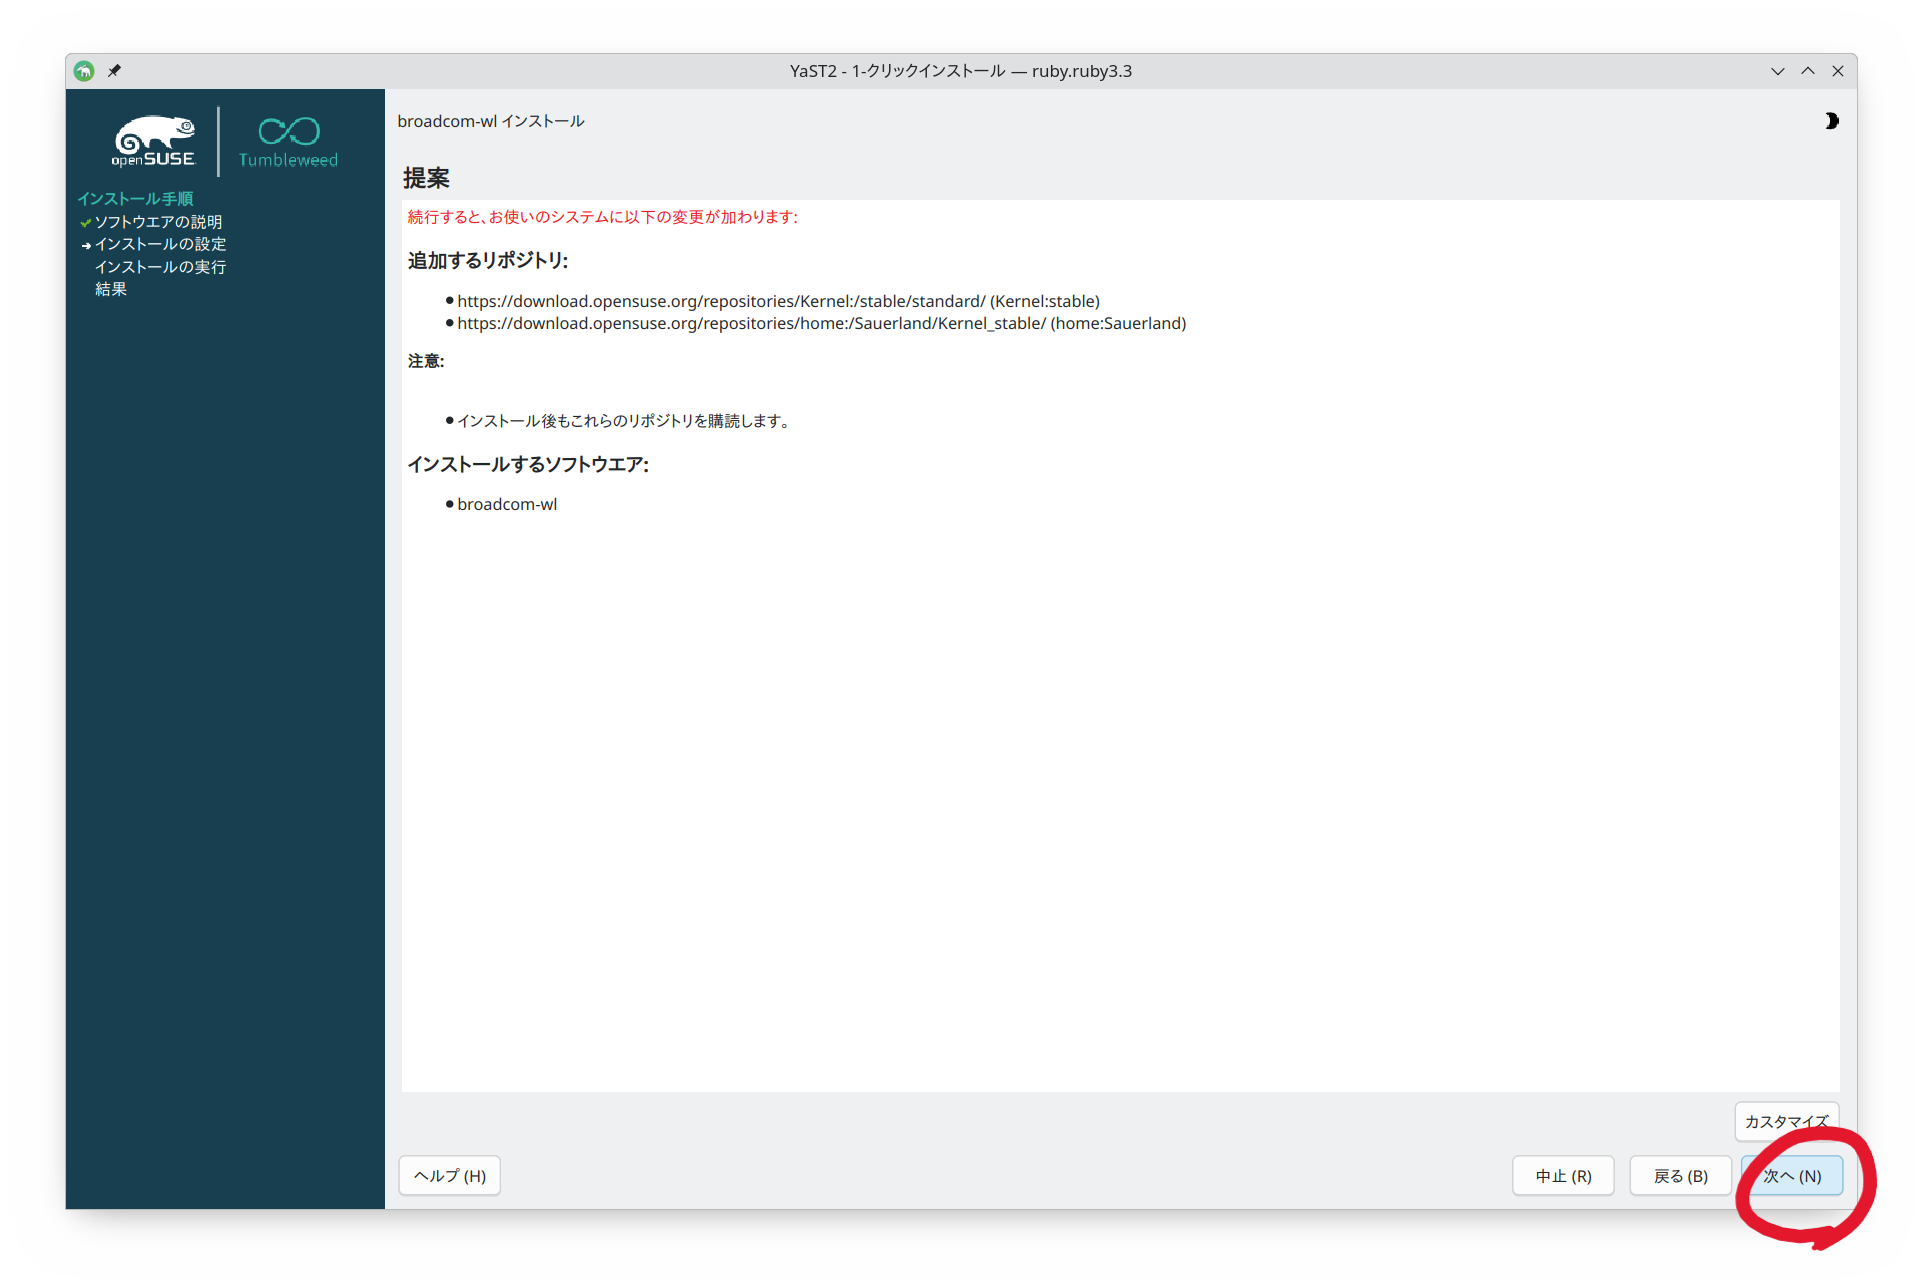 YaST2 - 1-クリックインストール — ruby.ruby3.3
openSUSE
Tumbleweed
インストール手順
ソフトウエアの説明
インストールの設定
インストールの実行
結果
broadcom-wl インストール
提案
続行すると、お使いのシステムに以下の変更が加わります:
追加するリポジトリ:
https://download.opensuse.org/repositories/Kernel:/stable/standard/ (Kernel:stable)
https://download.opensuse.org/repositories/home:/Sauerland/Kernel_stable/ (home:Sauerland)
注意:
インストール後もこれらのリポジトリを購読します。
インストールするソフトウエア:
broadcom-wl
カスタマイズ
ヘルプ (H)
中止 (R)
戻る (B)
次へ (N)